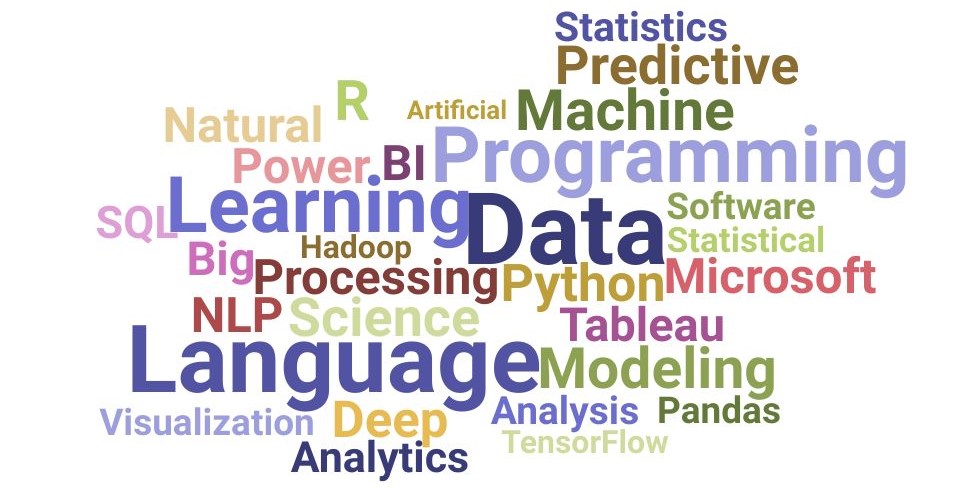 Statistics
Predictive
R Artificial Machine
Natural
Programming
Power BI
Learning
Data
SQL
Software
Statistical
Hadoop
Big
Processing
Python
Microsoft
NLP
Science
Tableau
Language
Modeling
Visualization
Deep
Analysis
Pandas
TensorFlow
Analytics